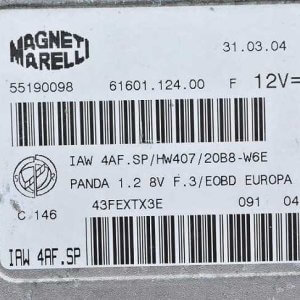 MAGNETI
MARELLI
31.03.04
55190098 61601.124.00 F 12V=
IAW 4AF.SP/HW407/20B8-W6E
PANDA 1.2 8V F.3/EOBD EUROPA
C 146 43FEXTX3E 091 04
IAW 4AF.SP